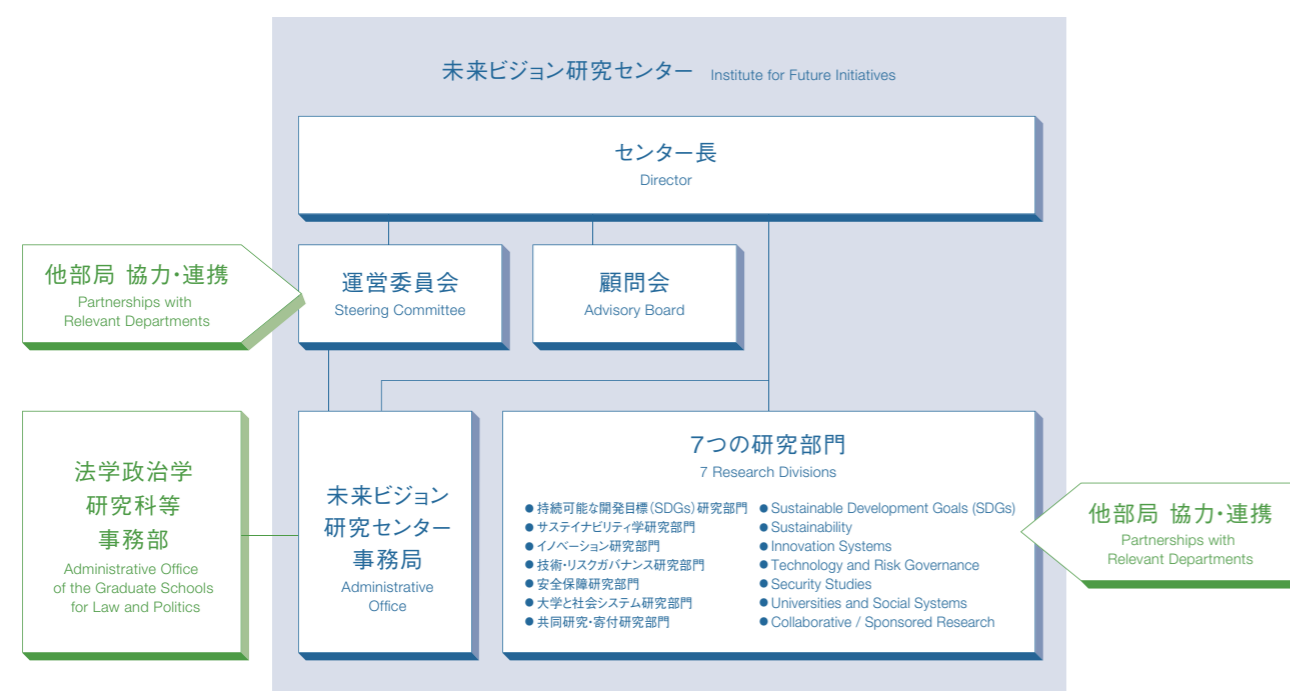 未来ビジョン研究センター Institute for Future Initiatives
センター長
Director
他部局 協力・連携
Partnerships with
Relevant Departments
運営委員会
Steering Committee
顧問会
Advisory Board
法学政治学
研究科等
事務部
Administrative Office
of the Graduate Schools
for Law and Politics
未来ビジョン
研究センター
事務局
Administrative
Office
7つの研究部門
7 Research Divisions
●持続可能な開発目標(SDGs)研究部門
●サステイナビリティ学研究部門
●イノベーション研究部門
●技術・リスクガバナンス研究部門
●安全保障研究部門
●大学と社会システム研究部門
●共同研究・寄付研究部門
●Sustainable Development Goals (SDGs)
●Sustainability
●Innovation Systems
●Technology and Risk Governance
●Security Studies
●Universities and Social Systems
●Collaborative / Sponsored Research
他部局 協力・連携
Partnerships with
Relevant Departments